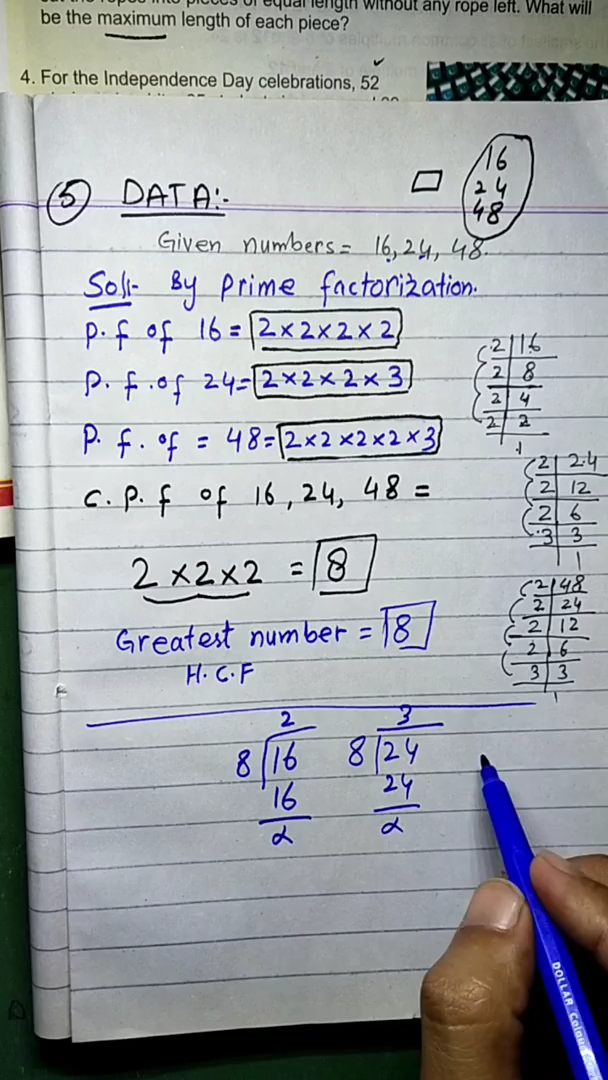 be the maximum length of each piece?
4. For the Independence Day celebrations, 52
5 DATA:-
16
24
48
Given numbers = 16, 24, 48.
Sol:- By prime factorization.
P. f of 16 = 2×2×2×2
P. f. of 24 = 2×2×2×3
P. f. of = 48 = 2×2×2×2×3
C. P. f of 16, 24, 48 =
2 × 2 × 2 = 8
Greatest number = 8
H.C.F
2 16
2 8
2 4
2 2
1
2 24
2 12
2 6
3 3
1
2 48
2 24
2 12
2 6
3 3
1
2
8 16
16
3
8 24
24
DOLLAR